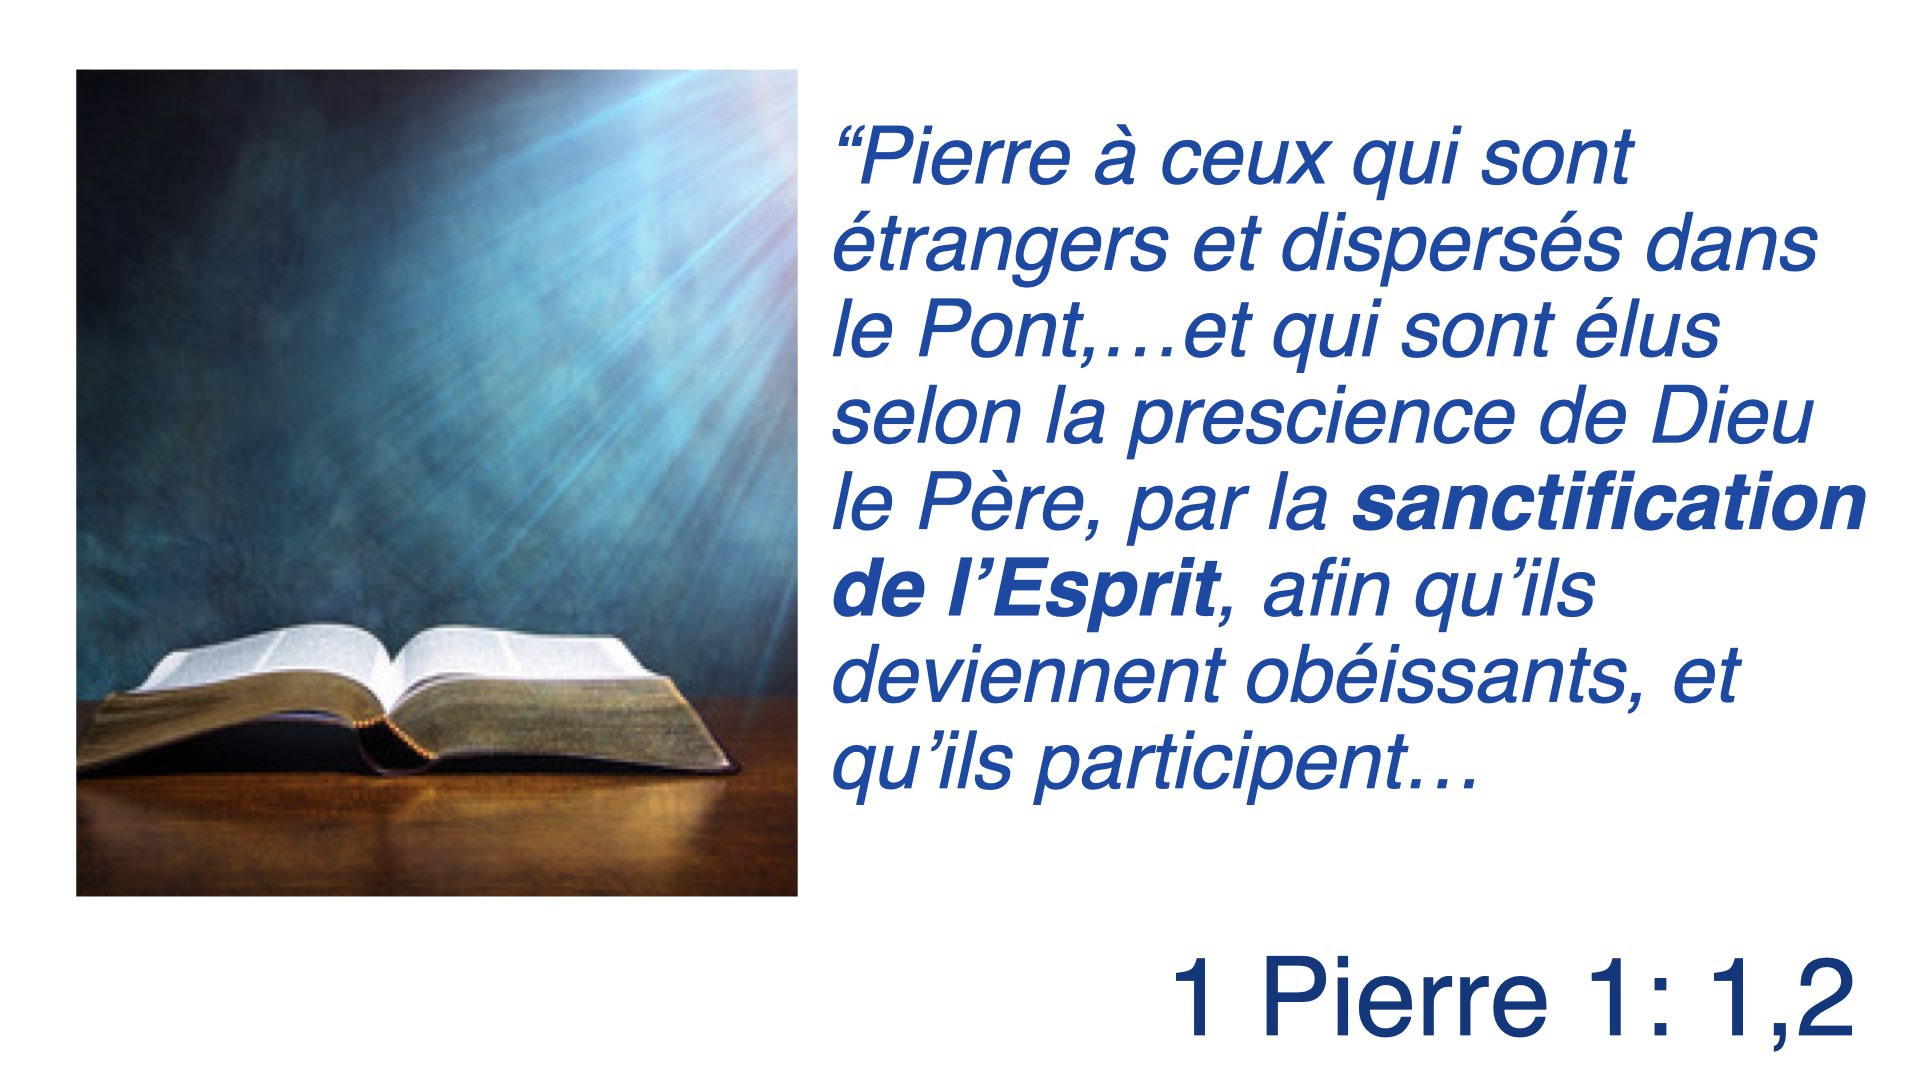 “Pierre à ceux qui sont
étrangers et dispersés dans
le Pont,…et qui sont élus
selon la prescience de Dieu
le Père, par la sanctification
de l’Esprit, afin qu’ils
deviennent obéissants, et
qu’ils participent…
1 Pierre 1: 1,2